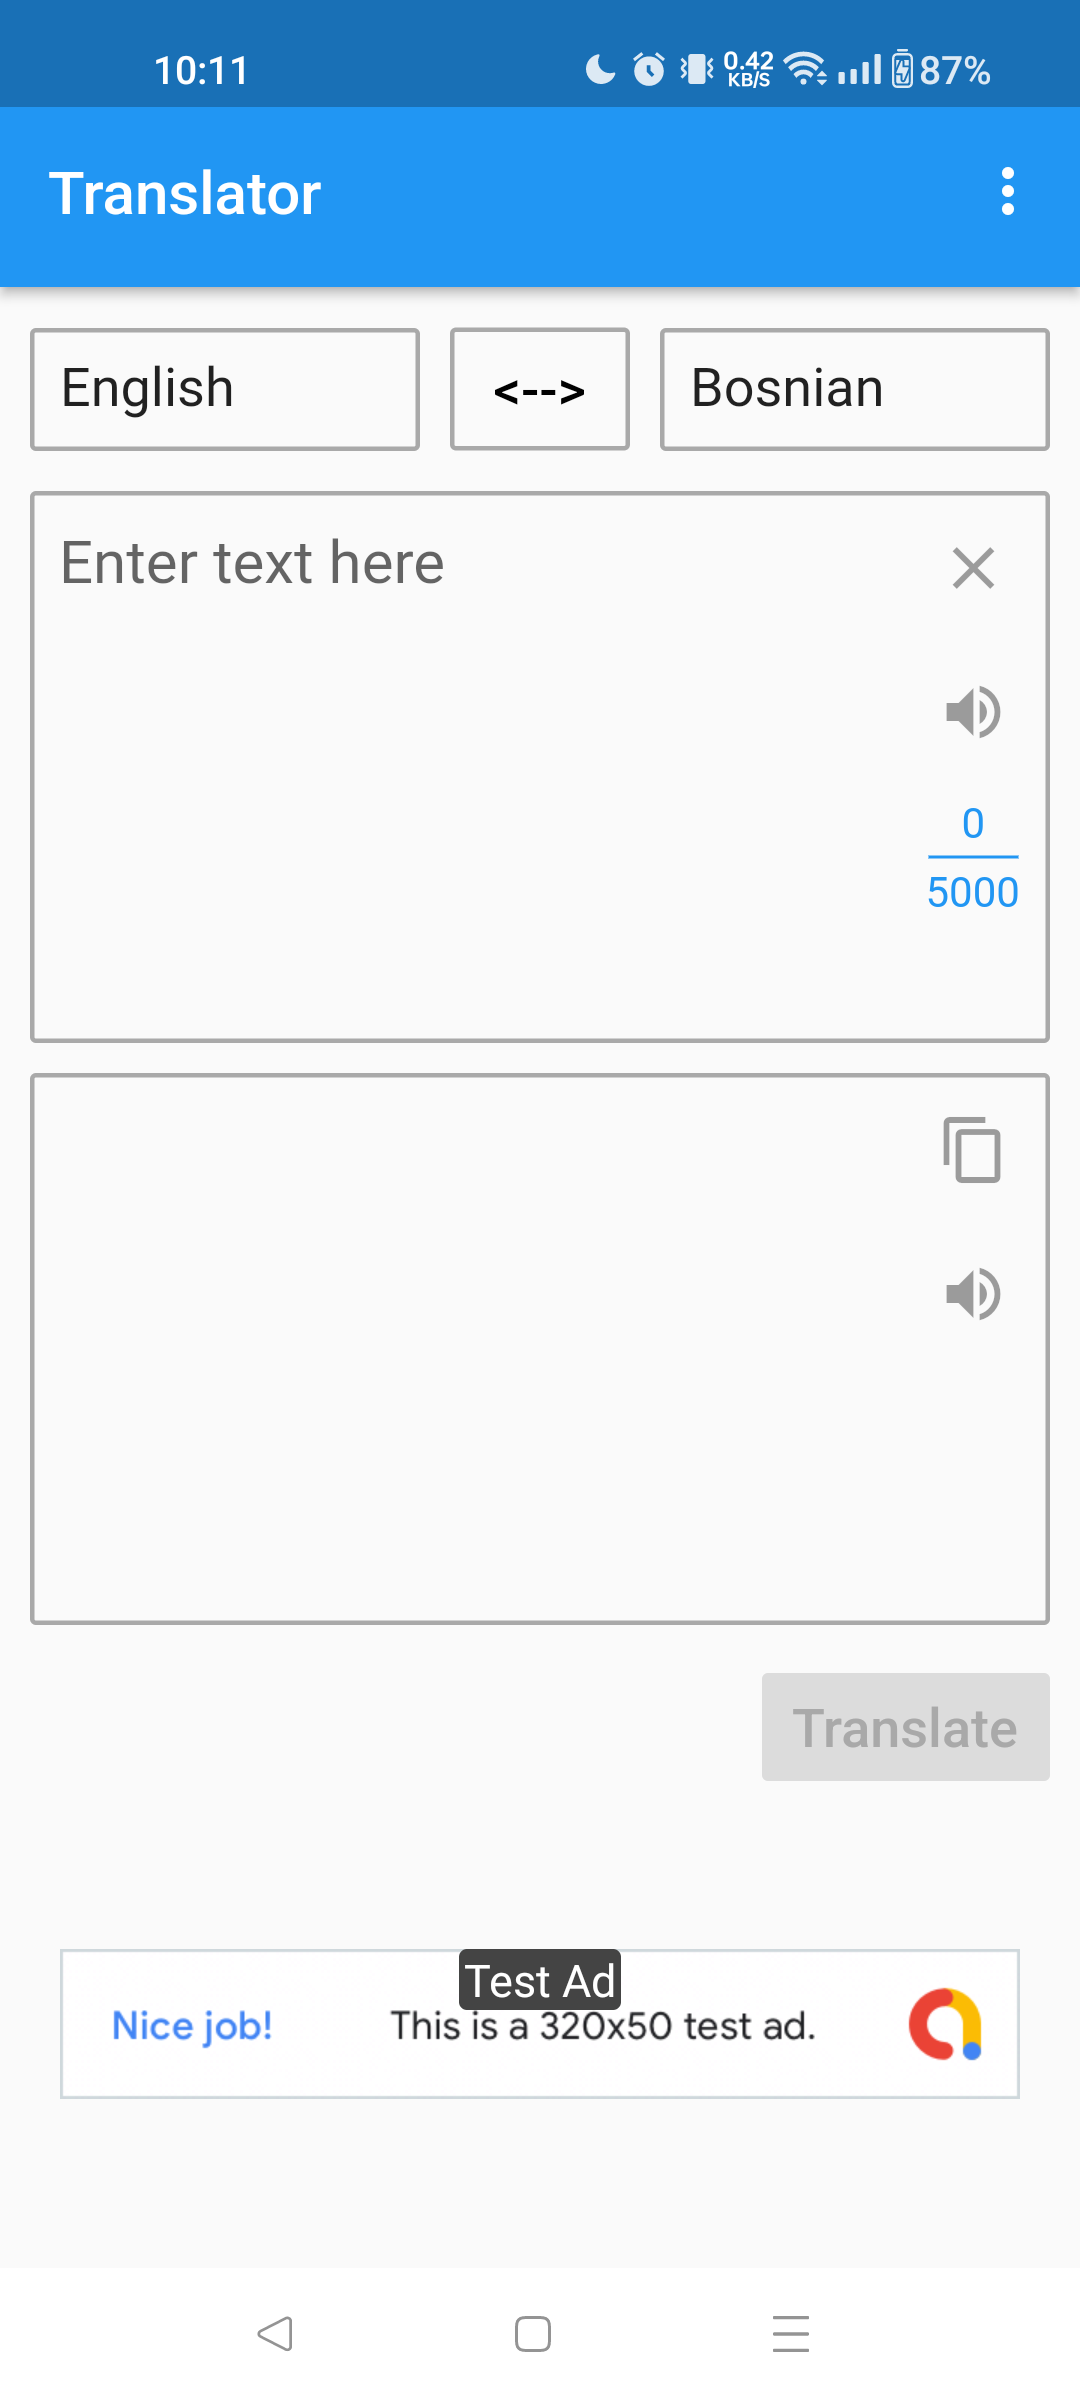 10:11
0.42
KB/S
87%
Translator
English
<-->
Bosnian
Enter text here
0
5000
Translate
Test Ad
Nice job!
This is a 320x50 test ad.